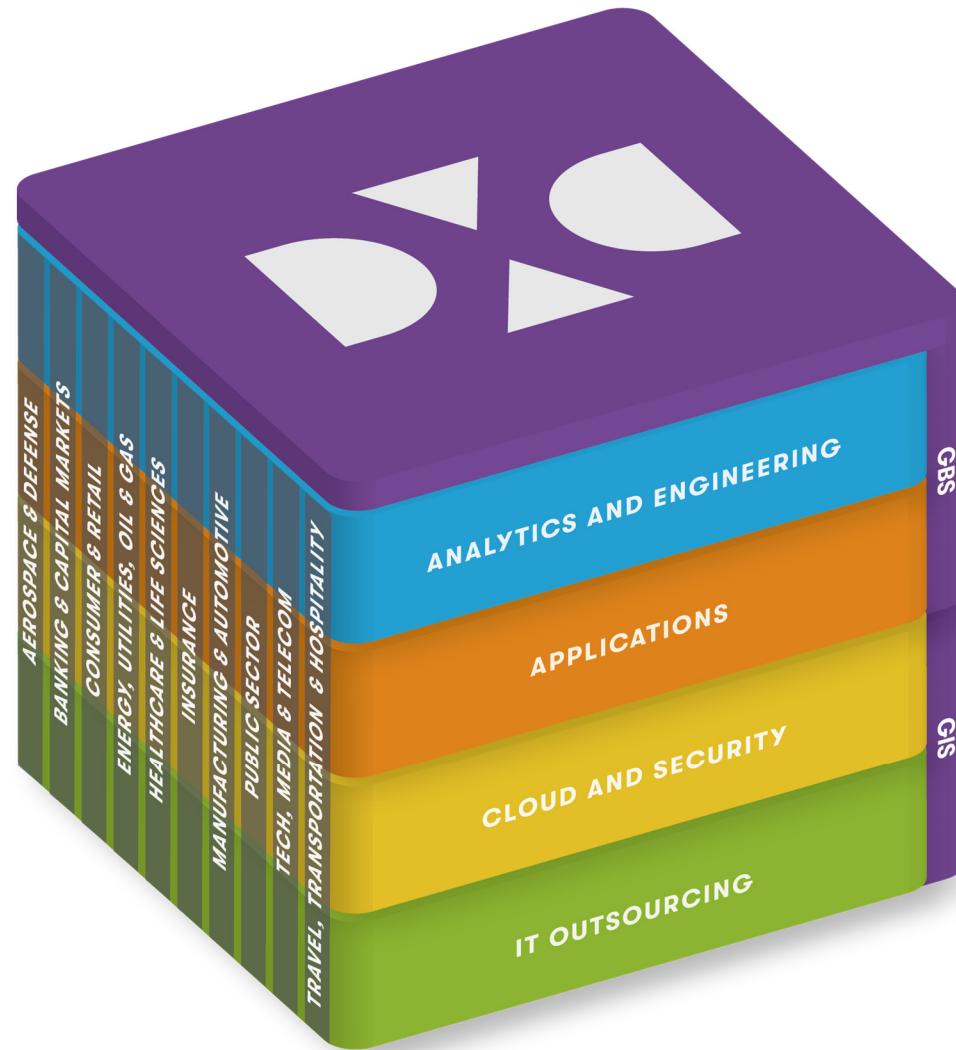 AEROSPACE & DEFENSE
BANKING & CAPITAL MARKETS
CONSUMER & RETAIL
ENERGY, UTILITIES, OIL & GAS
HEALTHCARE & LIFE SCIENCES
INSURANCE
MANUFACTURING & AUTOMOTIVE
PUBLIC SECTOR
TECH, MEDIA & TELECOM
TRAVEL, TRANSPORTATION & HOSPITALITY
ANALYTICS AND ENGINEERING
APPLICATIONS
CLOUD AND SECURITY
IT OUTSOURCING
GBS
GIS